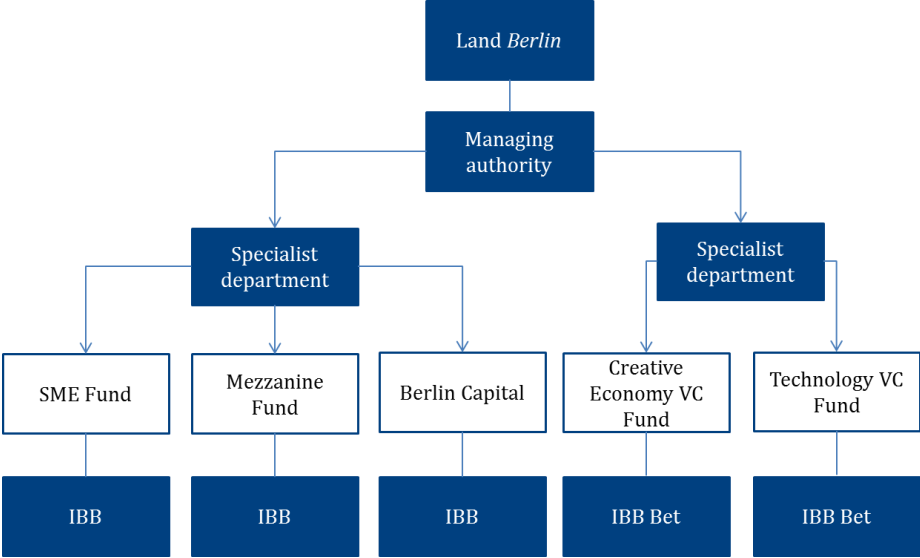 Land Berlin
Managing
authority
Specialist
department
Specialist
department
SME Fund
Mezzanine
Fund
Berlin Capital
Creative
Economy VC
Fund
Technology VC
Fund
IBB
IBB
IBB
IBB Bet
IBB Bet